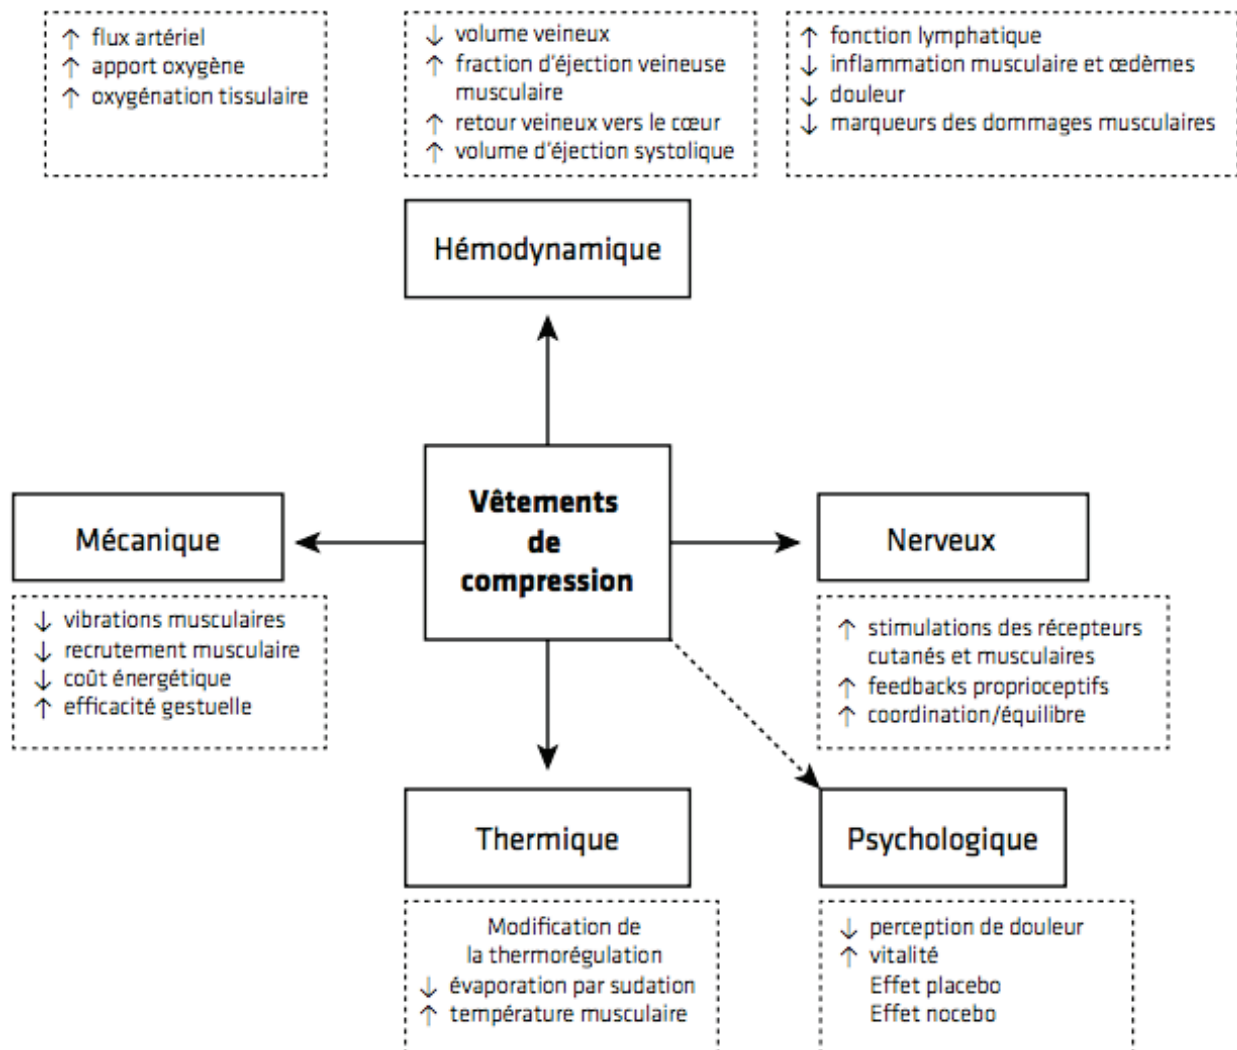 ↑ flux artériel
↑ apport oxygène
↑ oxygénation tissulaire
↓ volume veineux
↑ fraction d'éjection veineuse
musculaire
↑ retour veineux vers le cœur
↑ volume d'éjection systolique
↑ fonction lymphatique
↓ inflammation musculaire et œdèmes
↓ douleur
↓ marqueurs des dommages musculaires
Hémodynamique
Vêtements
de
compression
Mécanique
↓ vibrations musculaires
↓ recrutement musculaire
↓ coût énergétique
↑ efficacité gestuelle
Nerveux
↑ stimulations des récepteurs
cutanés et musculaires
↑ feedbacks proprioceptifs
↑ coordination/équilibre
Thermique
Modification de
la thermorégulation
↓ évaporation par sudation
↑ température musculaire
Psychologique
↓ perception de douleur
↑ vitalité
Effet placebo
Effet nocebo